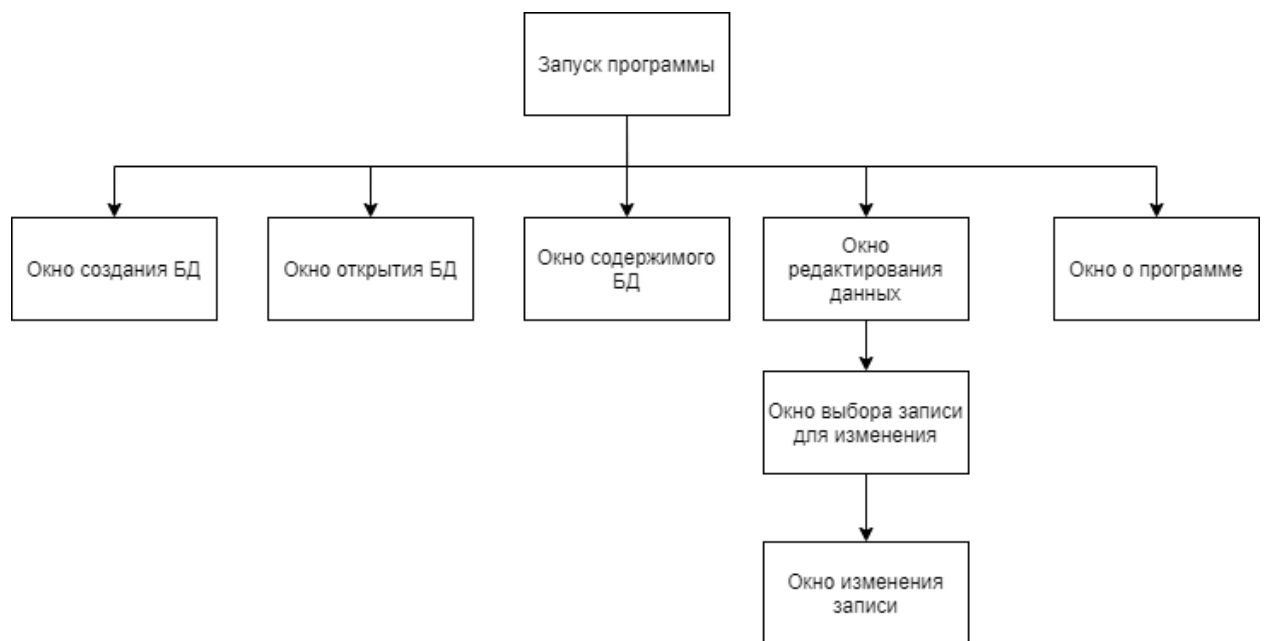 Запуск программы
Окно создания БД
Окно открытия БД
Окно содержимого
БД
Окно
редактирования
данных
Окно о программе
Окно выбора записи
для изменения
Окно изменения
записи